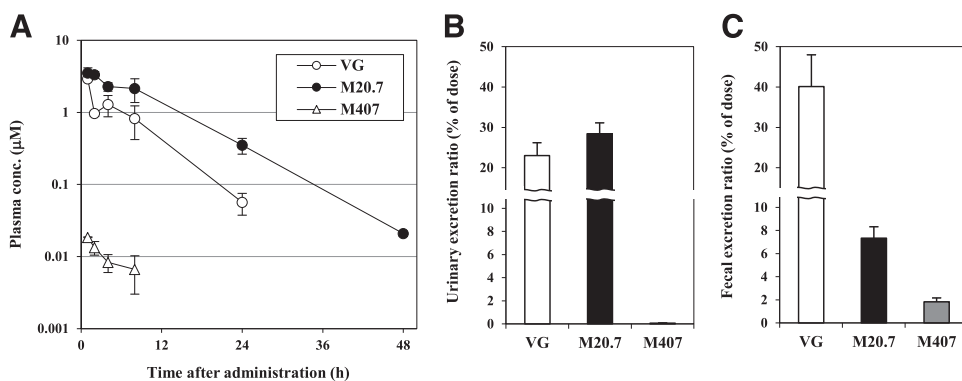 A
Plasma conc. (μM)
10
1
0.1
0.01
0.001
0
12
24
36
48
Time after administration (h)
VG
M20.7
M407
B
Urinary excretion ratio (% of dose)
50
40
30
20
10
8
6
4
2
0
VG
M20.7
M407
C
Fecal excretion ratio (% of dose)
50
40
30
20
10
8
6
4
2
0
VG
M20.7
M407